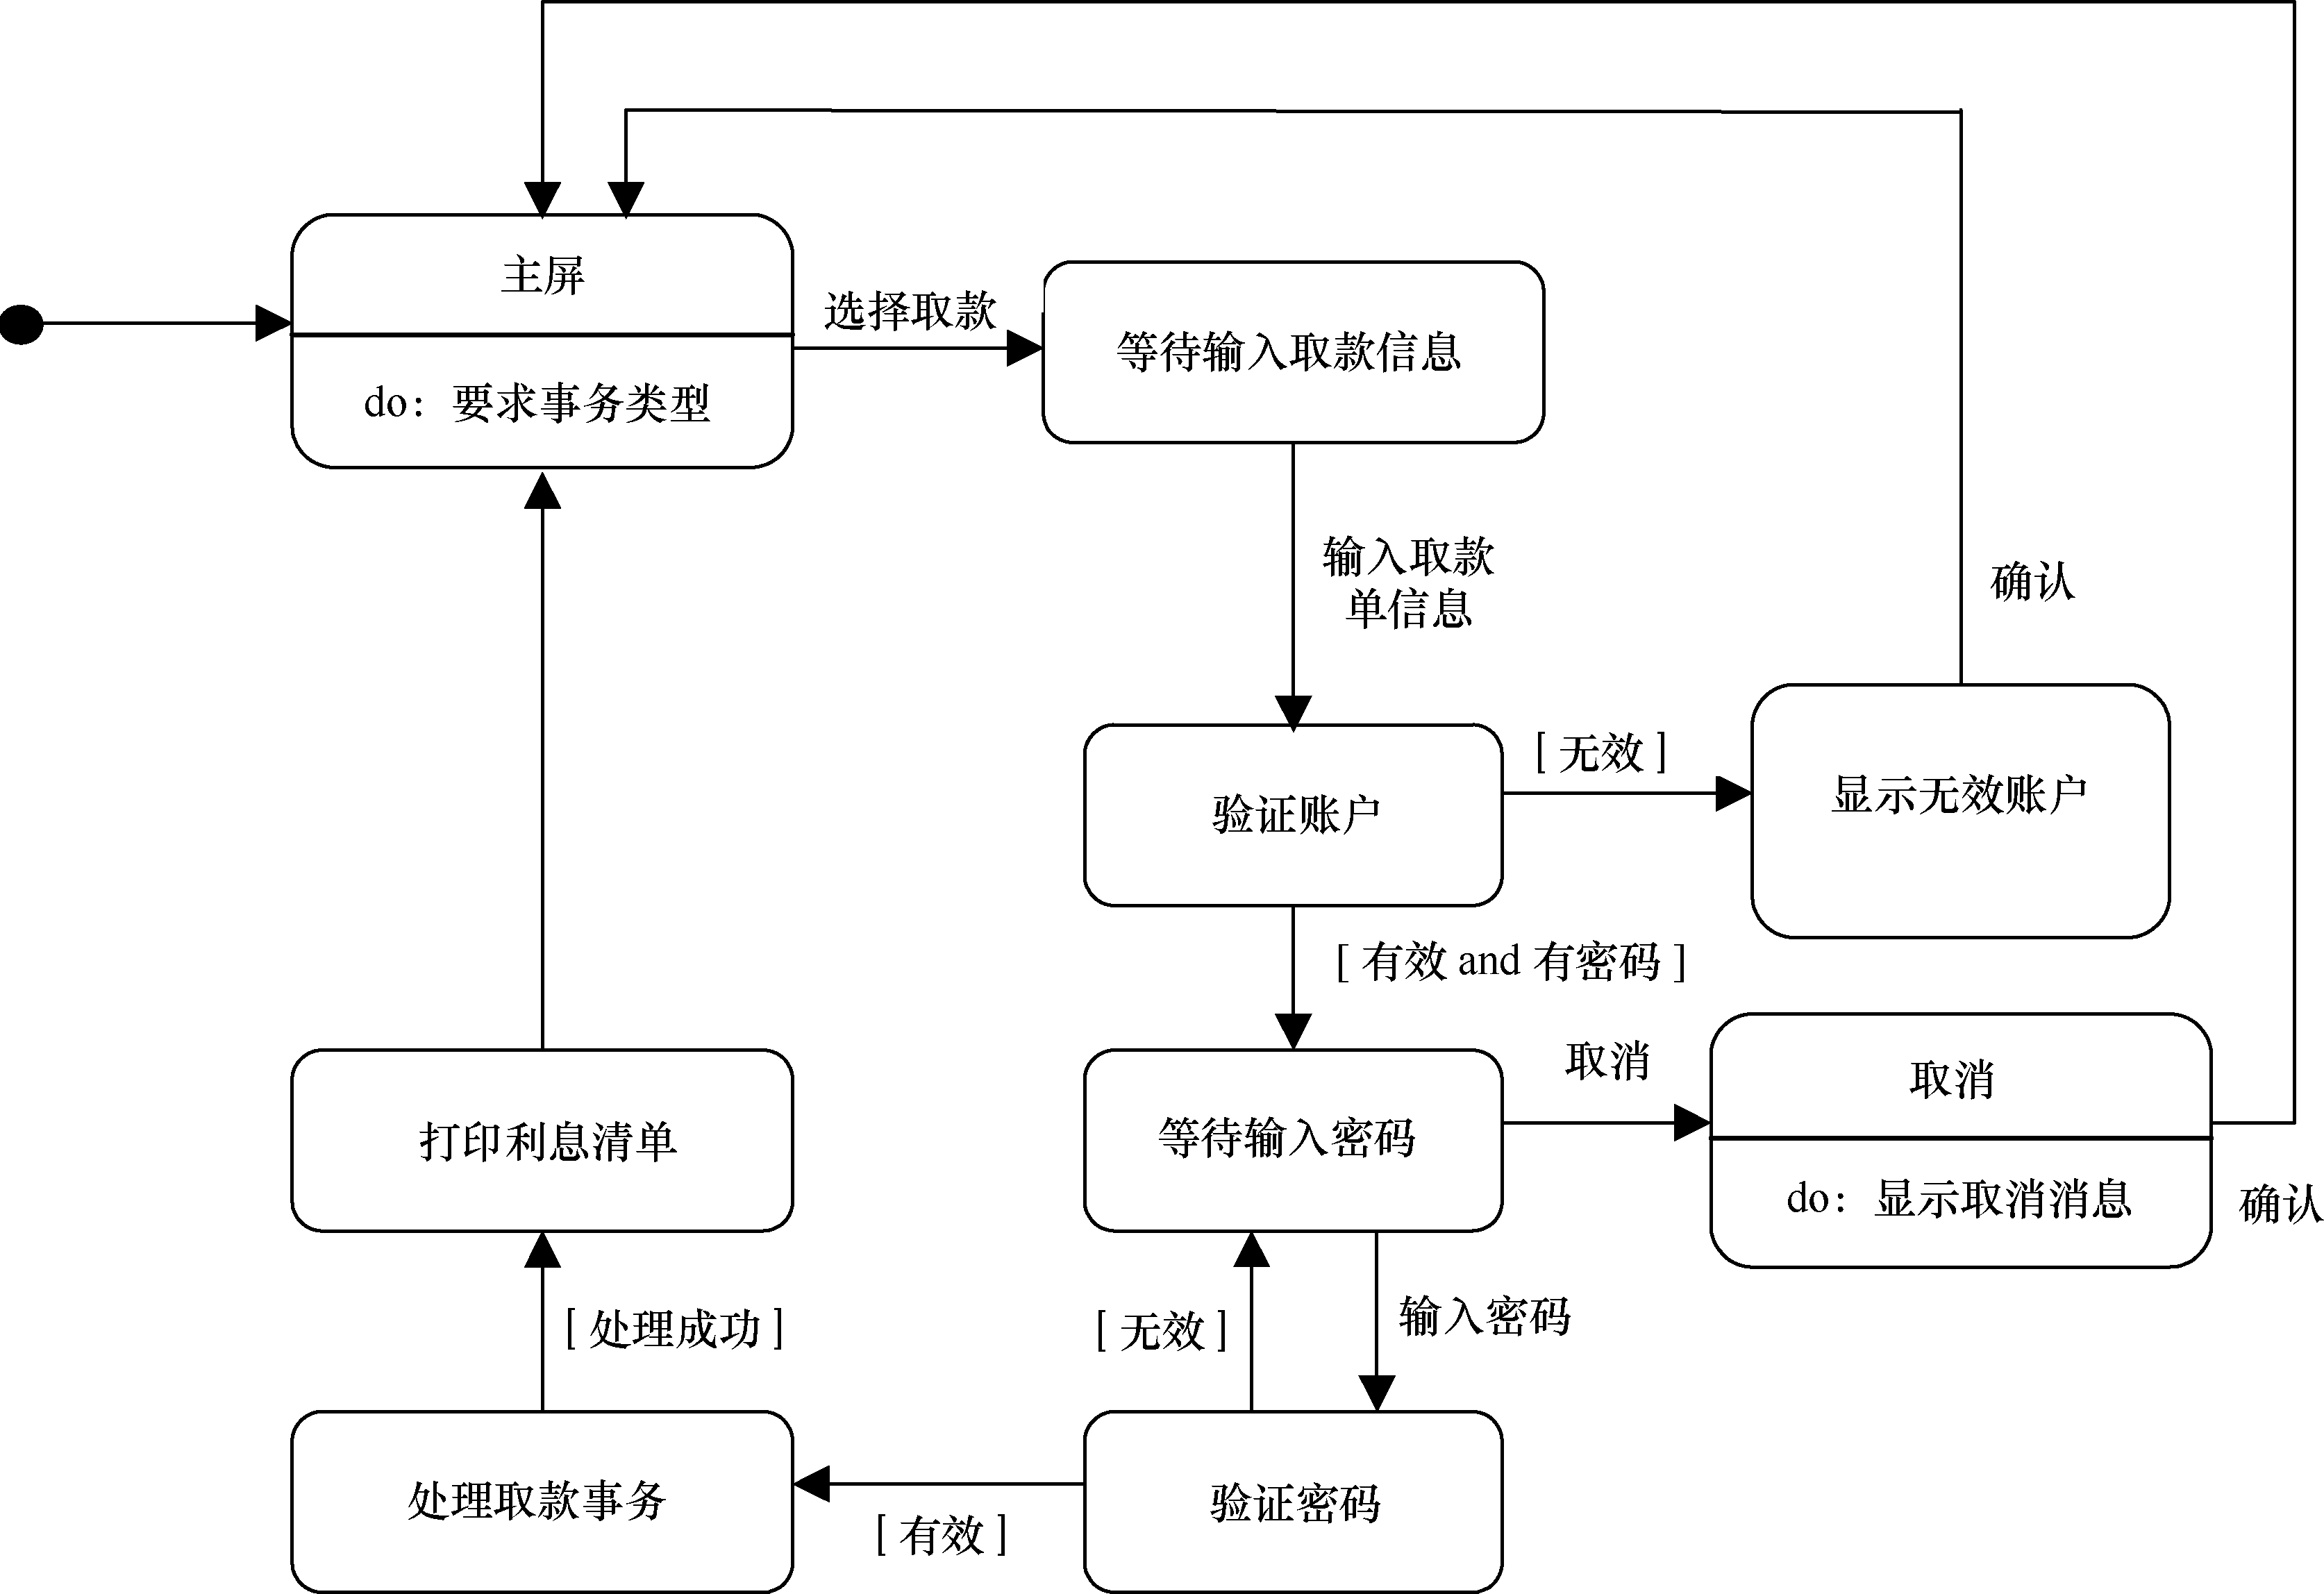 主屏
do: 要求事务类型
选择取款
等待输入取款信息
输入取款
单信息
确认
验证账户
[无效]
显示无效账户
[有效 and 有密码]
打印利息清单
等待输入密码
取消
取消
do: 显示取消消息
确认
[处理成功]
[无效]
输入密码
处理取款事务
[有效]
验证密码